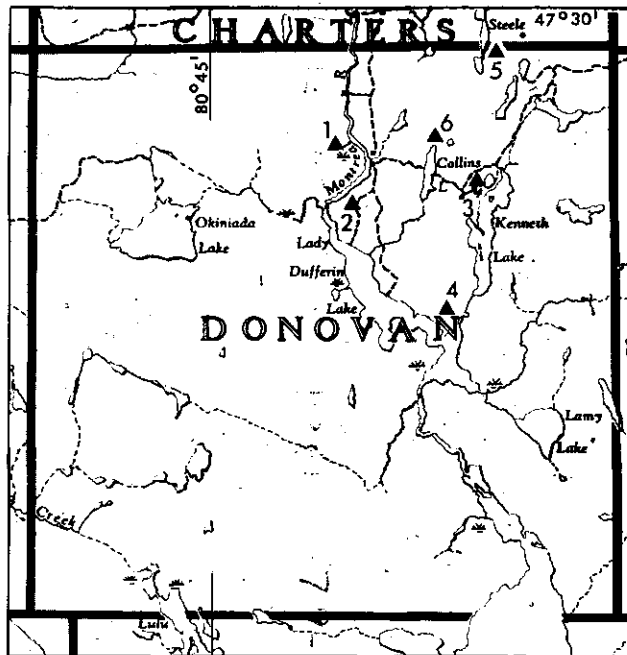 Steele 47°30'
CHARTERS
5
80°45'
R
1
6
Montreal
Collins
3
2
Okiniada
Lake
Kenneth
Lake
Lady
Dufferin
Lake
4
DONOVAN
Lamy
Lake
Creek
Lulu